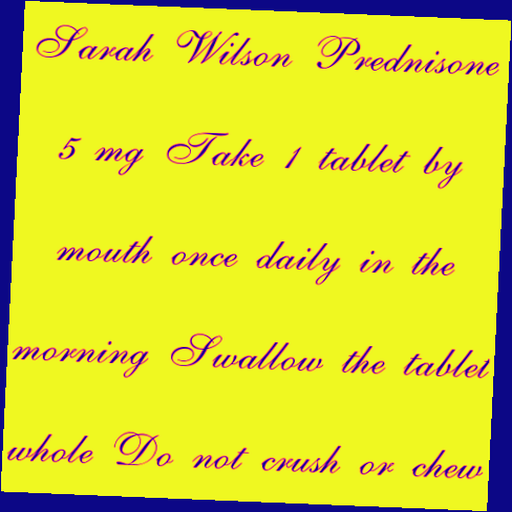 Sarah Wilson Prednisone
5 mg Take 1 tablet by
mouth once daily in the
morning Swallow the tablet
whole Do not crush or chew